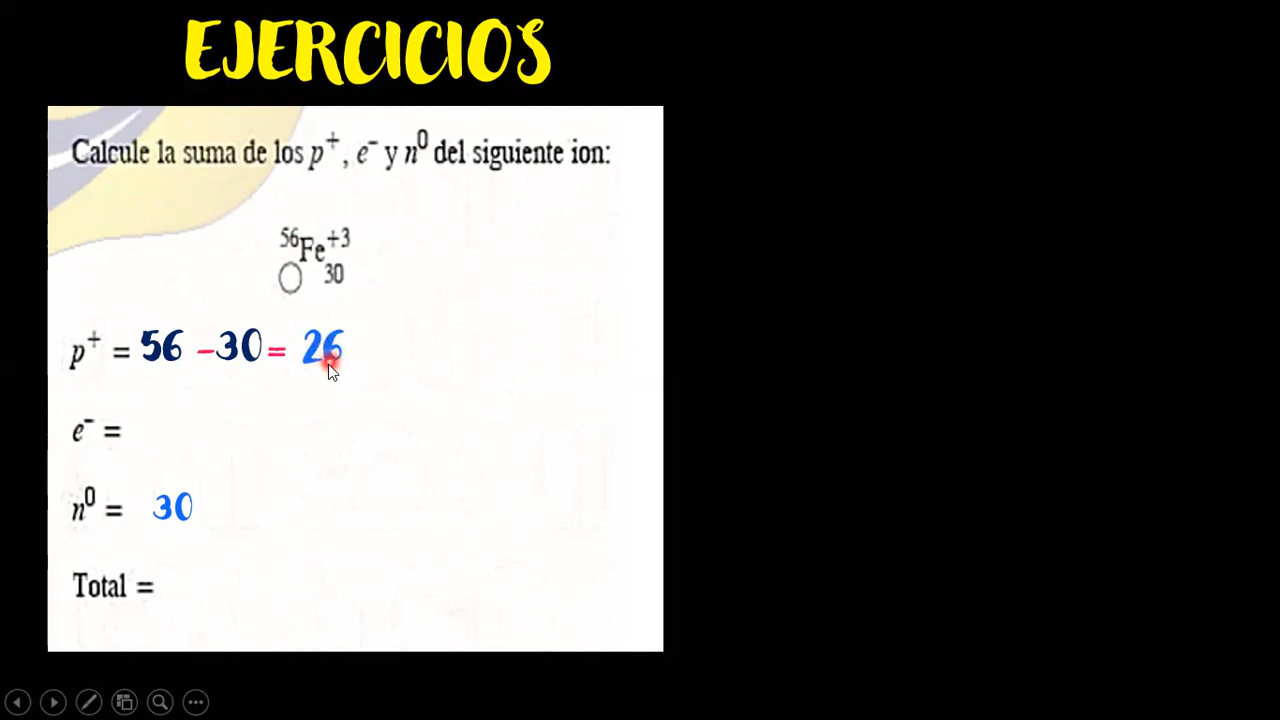 EJERCICIOS
Calcule la suma de los p⁺, e⁻ y n⁰ del siguiente ion:
⁵⁶Fe⁺³
30
p⁺ = 56 - 30 = 26
e⁻ =
n⁰ = 30
Total =